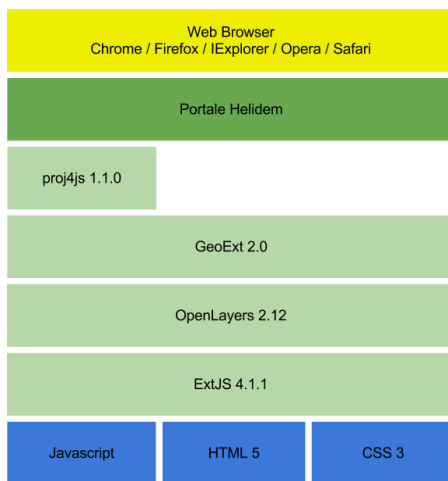 Web Browser
Chrome / Firefox / IExplorer / Opera / Safari
Portale Helidem
proj4js 1.1.0
GeoExt 2.0
OpenLayers 2.12
ExtJS 4.1.1
Javascript
HTML 5
CSS 3